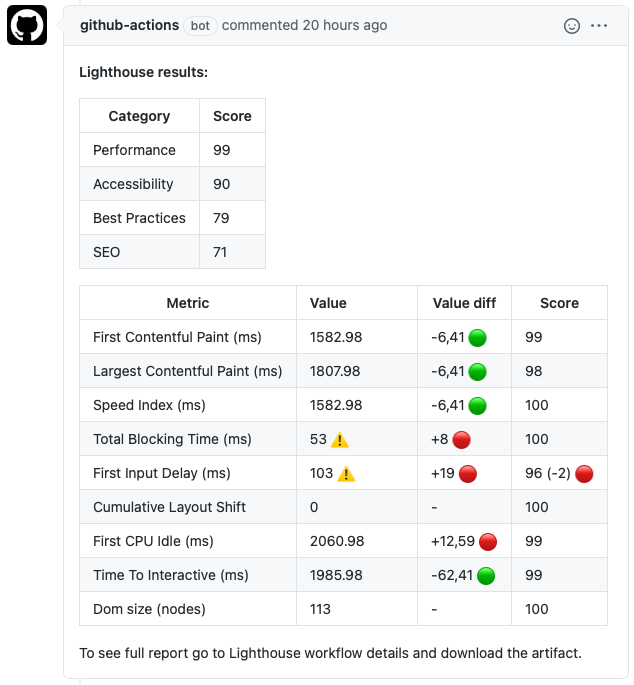 github-actions bot commented 20 hours ago
Lighthouse results:
Category Score
Performance 99
Accessibility 90
Best Practices 79
SEO 71
Metric Value Value diff Score
First Contentful Paint (ms) 1582.98 -6,41 99
Largest Contentful Paint (ms) 1807.98 -6,41 98
Speed Index (ms) 1582.98 -6,41 100
Total Blocking Time (ms) 53 +8 100
First Input Delay (ms) 103 +19 96 (-2)
Cumulative Layout Shift 0 - 100
First CPU Idle (ms) 2060.98 +12,59 99
Time To Interactive (ms) 1985.98 -62,41 99
Dom size (nodes) 113 - 100
To see full report go to Lighthouse workflow details and download the artifact.